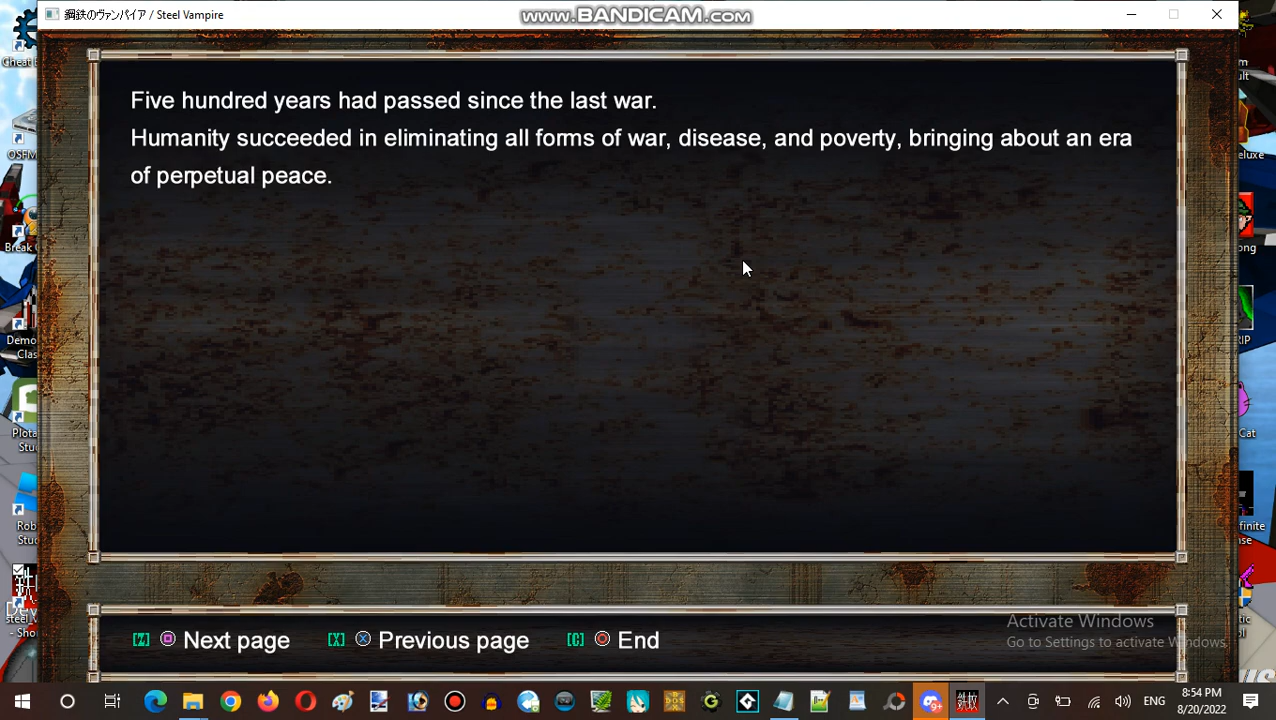 鋼鉄のヴァンパイア / Steel Vampire
www.BANDICAM.com
Five hundred years had passed since the last war.
Humanity succeeded in eliminating all forms of war, disease, and poverty, bringing about an era
of perpetual peace.
[Z] Next page [X] Previous page [C] End
Activate Windows
Go to Settings to activate Windows.
ENG
8:54 PM
8/20/2022